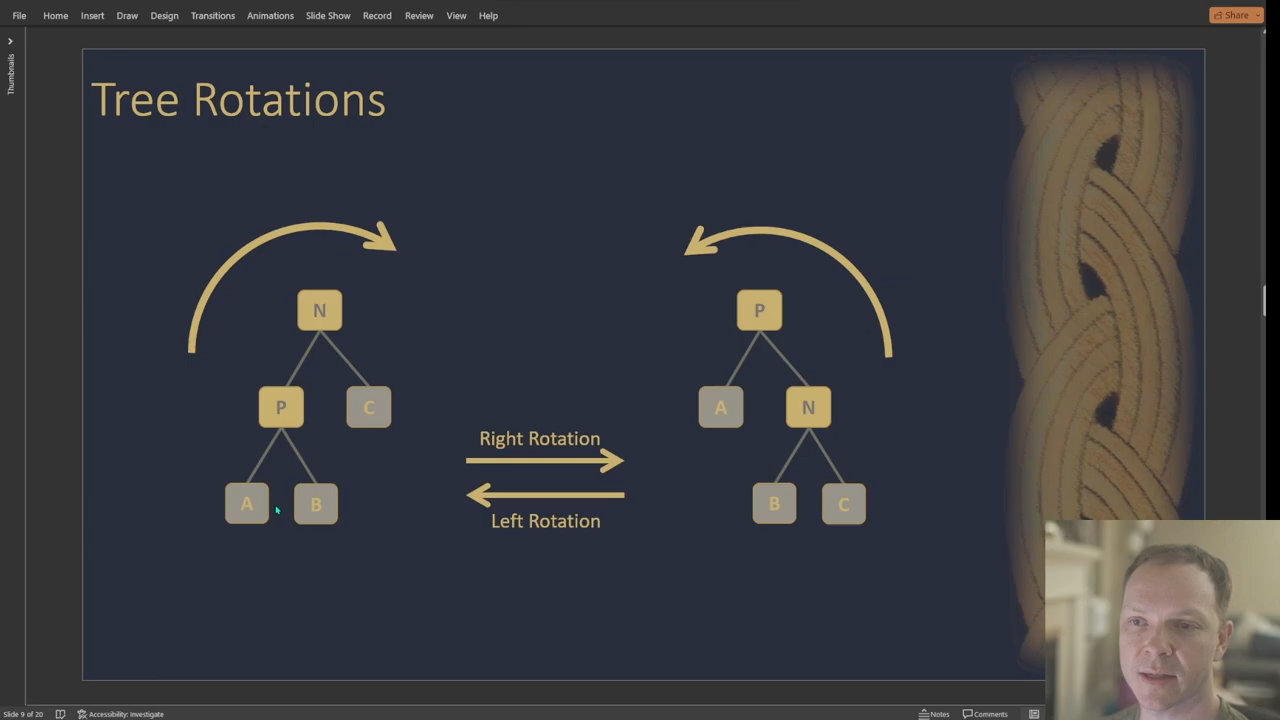 File Home Insert Draw Design Transitions Animations Slide Show Record Review View Help Share
Thumbnails
Tree Rotations
N
P C
A B
Right Rotation
Left Rotation
P
A N
B C
Slide 9 of 20 Accessibility: Investigate Notes Comments